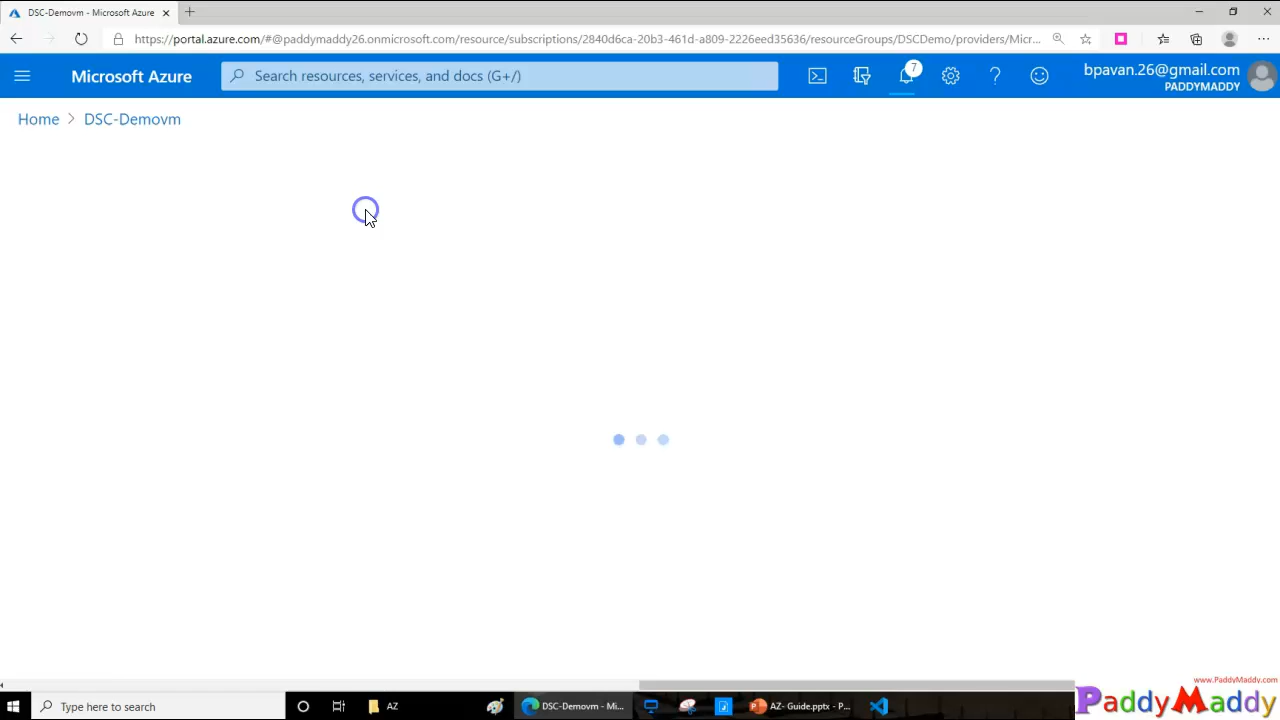 DSC-Demovm - Microsoft Azure
https://portal.azure.com/#@paddymaddy26.onmicrosoft.com/resource/subscriptions/2840d6ca-20b3-461d-a809-2226eed35636/resourceGroups/DSCDemo/providers/Micr...
Microsoft Azure
Search resources, services, and docs (G+/)
7
bpavan.26@gmail.com
PADDYMADDY
Home > DSC-Demovm
www.PaddyMaddy.com
PaddyMaddy
Type here to search
AZ
DSC-Demovm - Mi...
AZ- Guide.pptx - P...